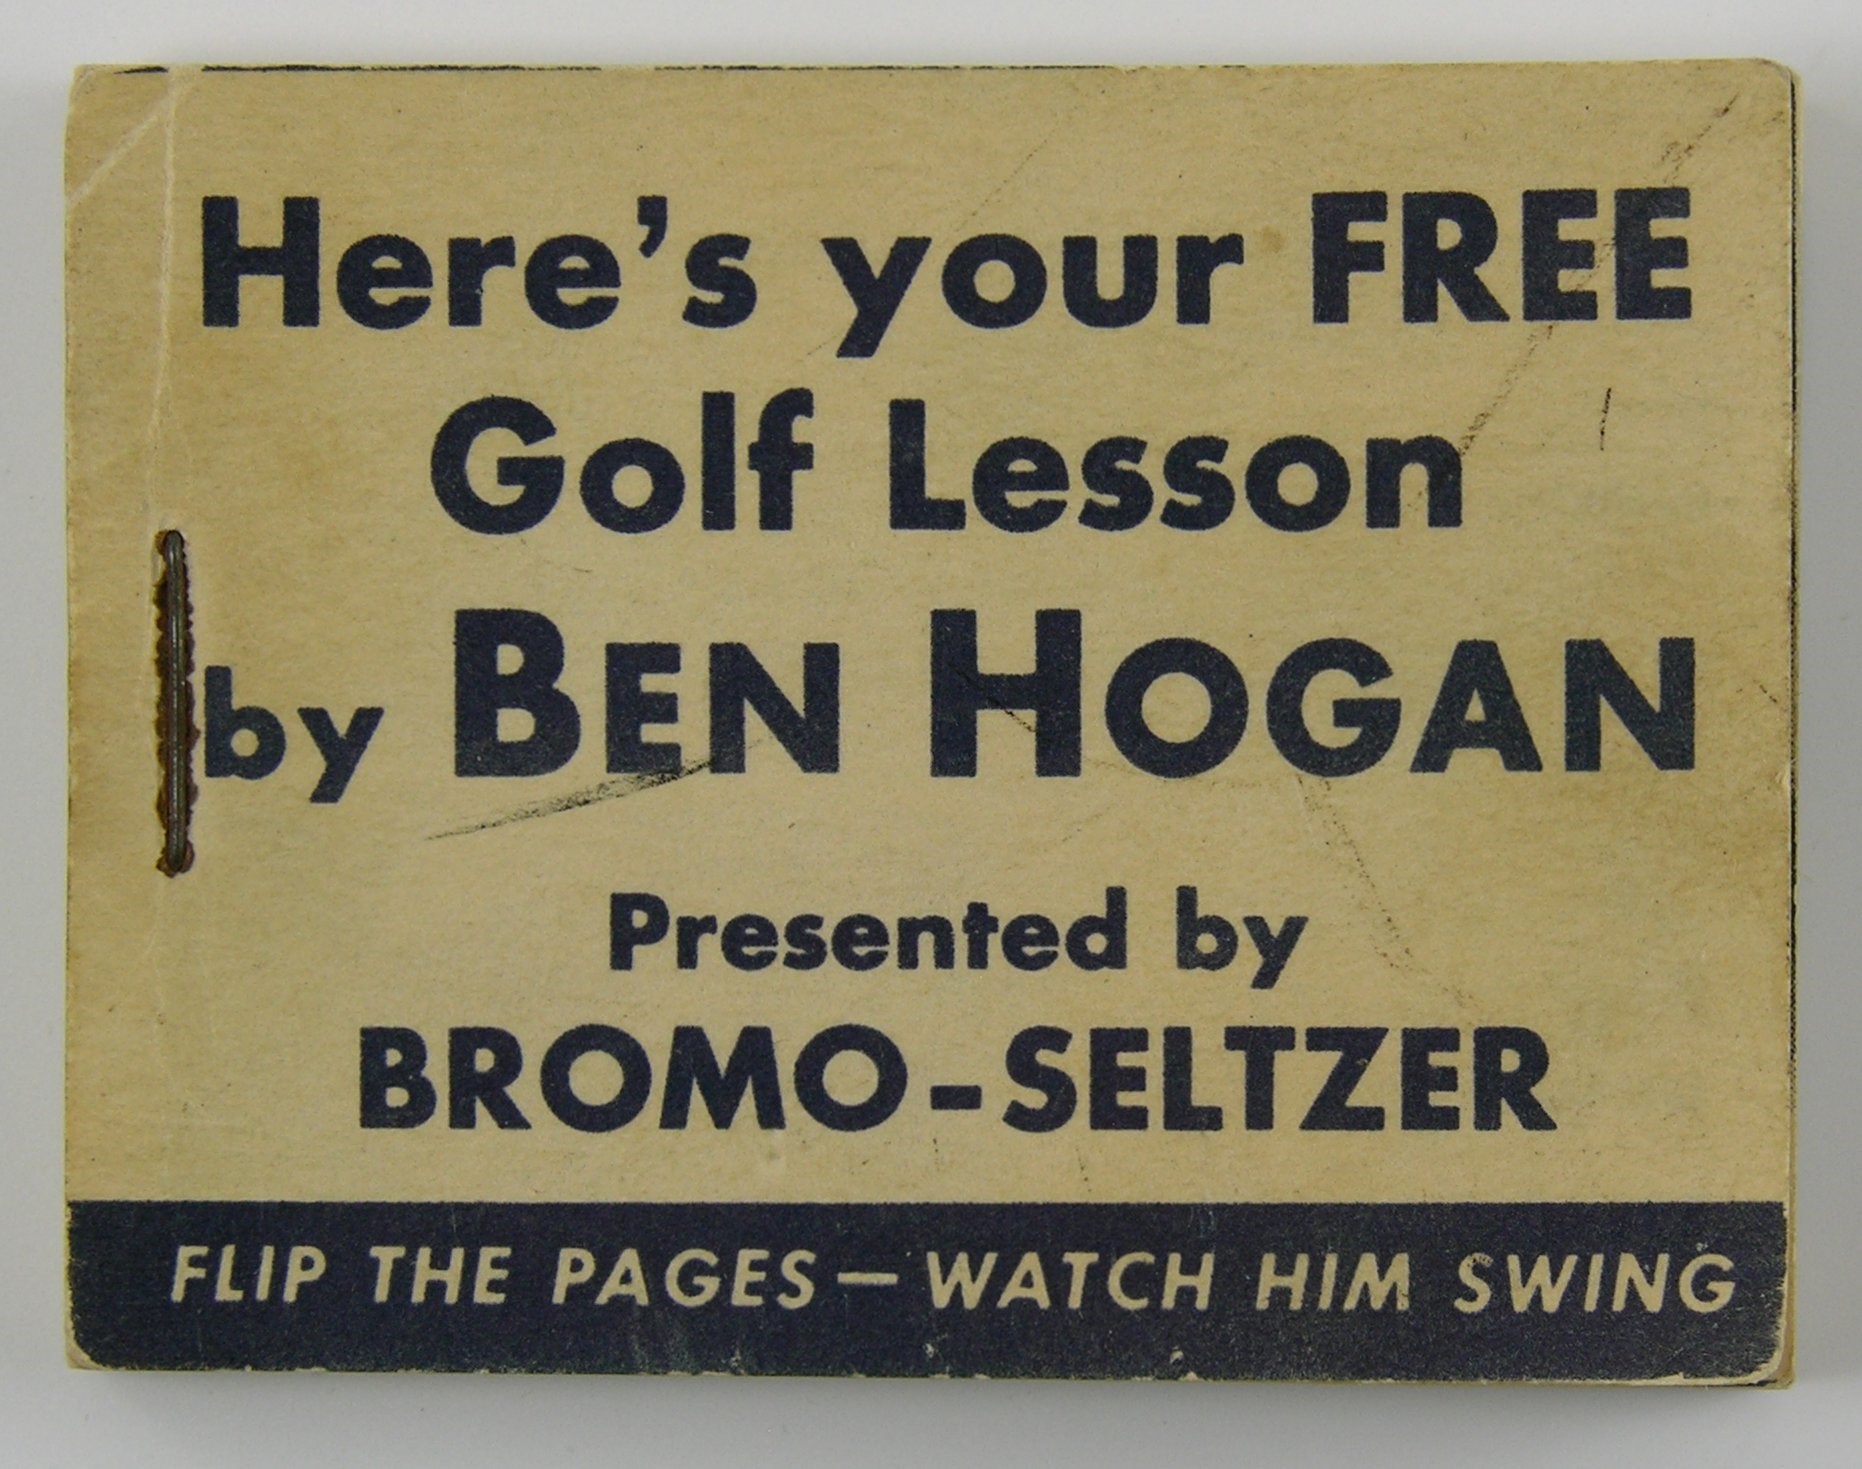 Here's your FREE
Golf Lesson
by BEN HOGAN
Presented by
BROMO-SELTZER
FLIP THE PAGES — WATCH HIM SWING